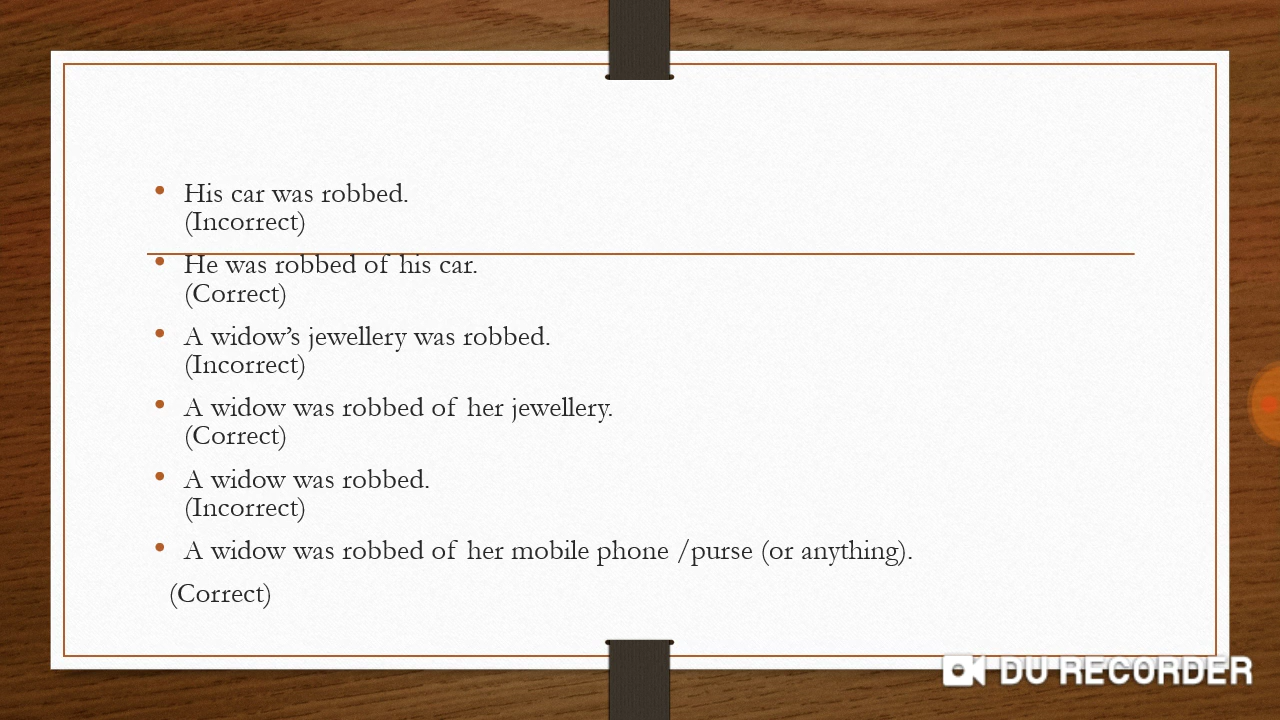 • His car was robbed.
(Incorrect)
• He was robbed of his car.
(Correct)
• A widow’s jewellery was robbed.
(Incorrect)
• A widow was robbed of her jewellery.
(Correct)
• A widow was robbed.
(Incorrect)
• A widow was robbed of her mobile phone /purse (or anything).
(Correct)
DU RECORDER